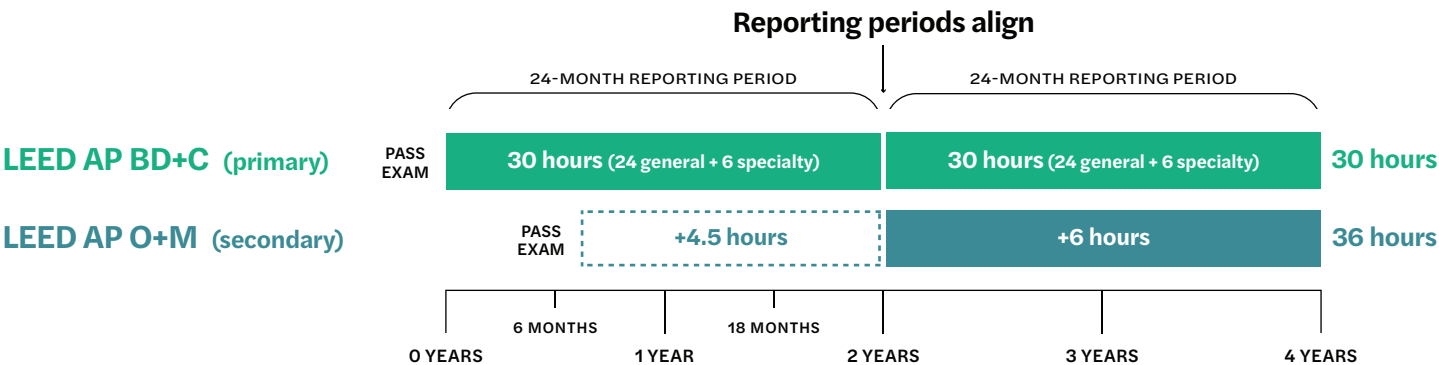 Reporting periods align
24-MONTH REPORTING PERIOD 24-MONTH REPORTING PERIOD
LEED AP BD+C (primary) PASS EXAM 30 hours (24 general + 6 specialty) 30 hours (24 general + 6 specialty) 30 hours
LEED AP O+M (secondary) PASS EXAM +4.5 hours +6 hours 36 hours
6 MONTHS 18 MONTHS
0 YEARS 1 YEAR 2 YEARS 3 YEARS 4 YEARS